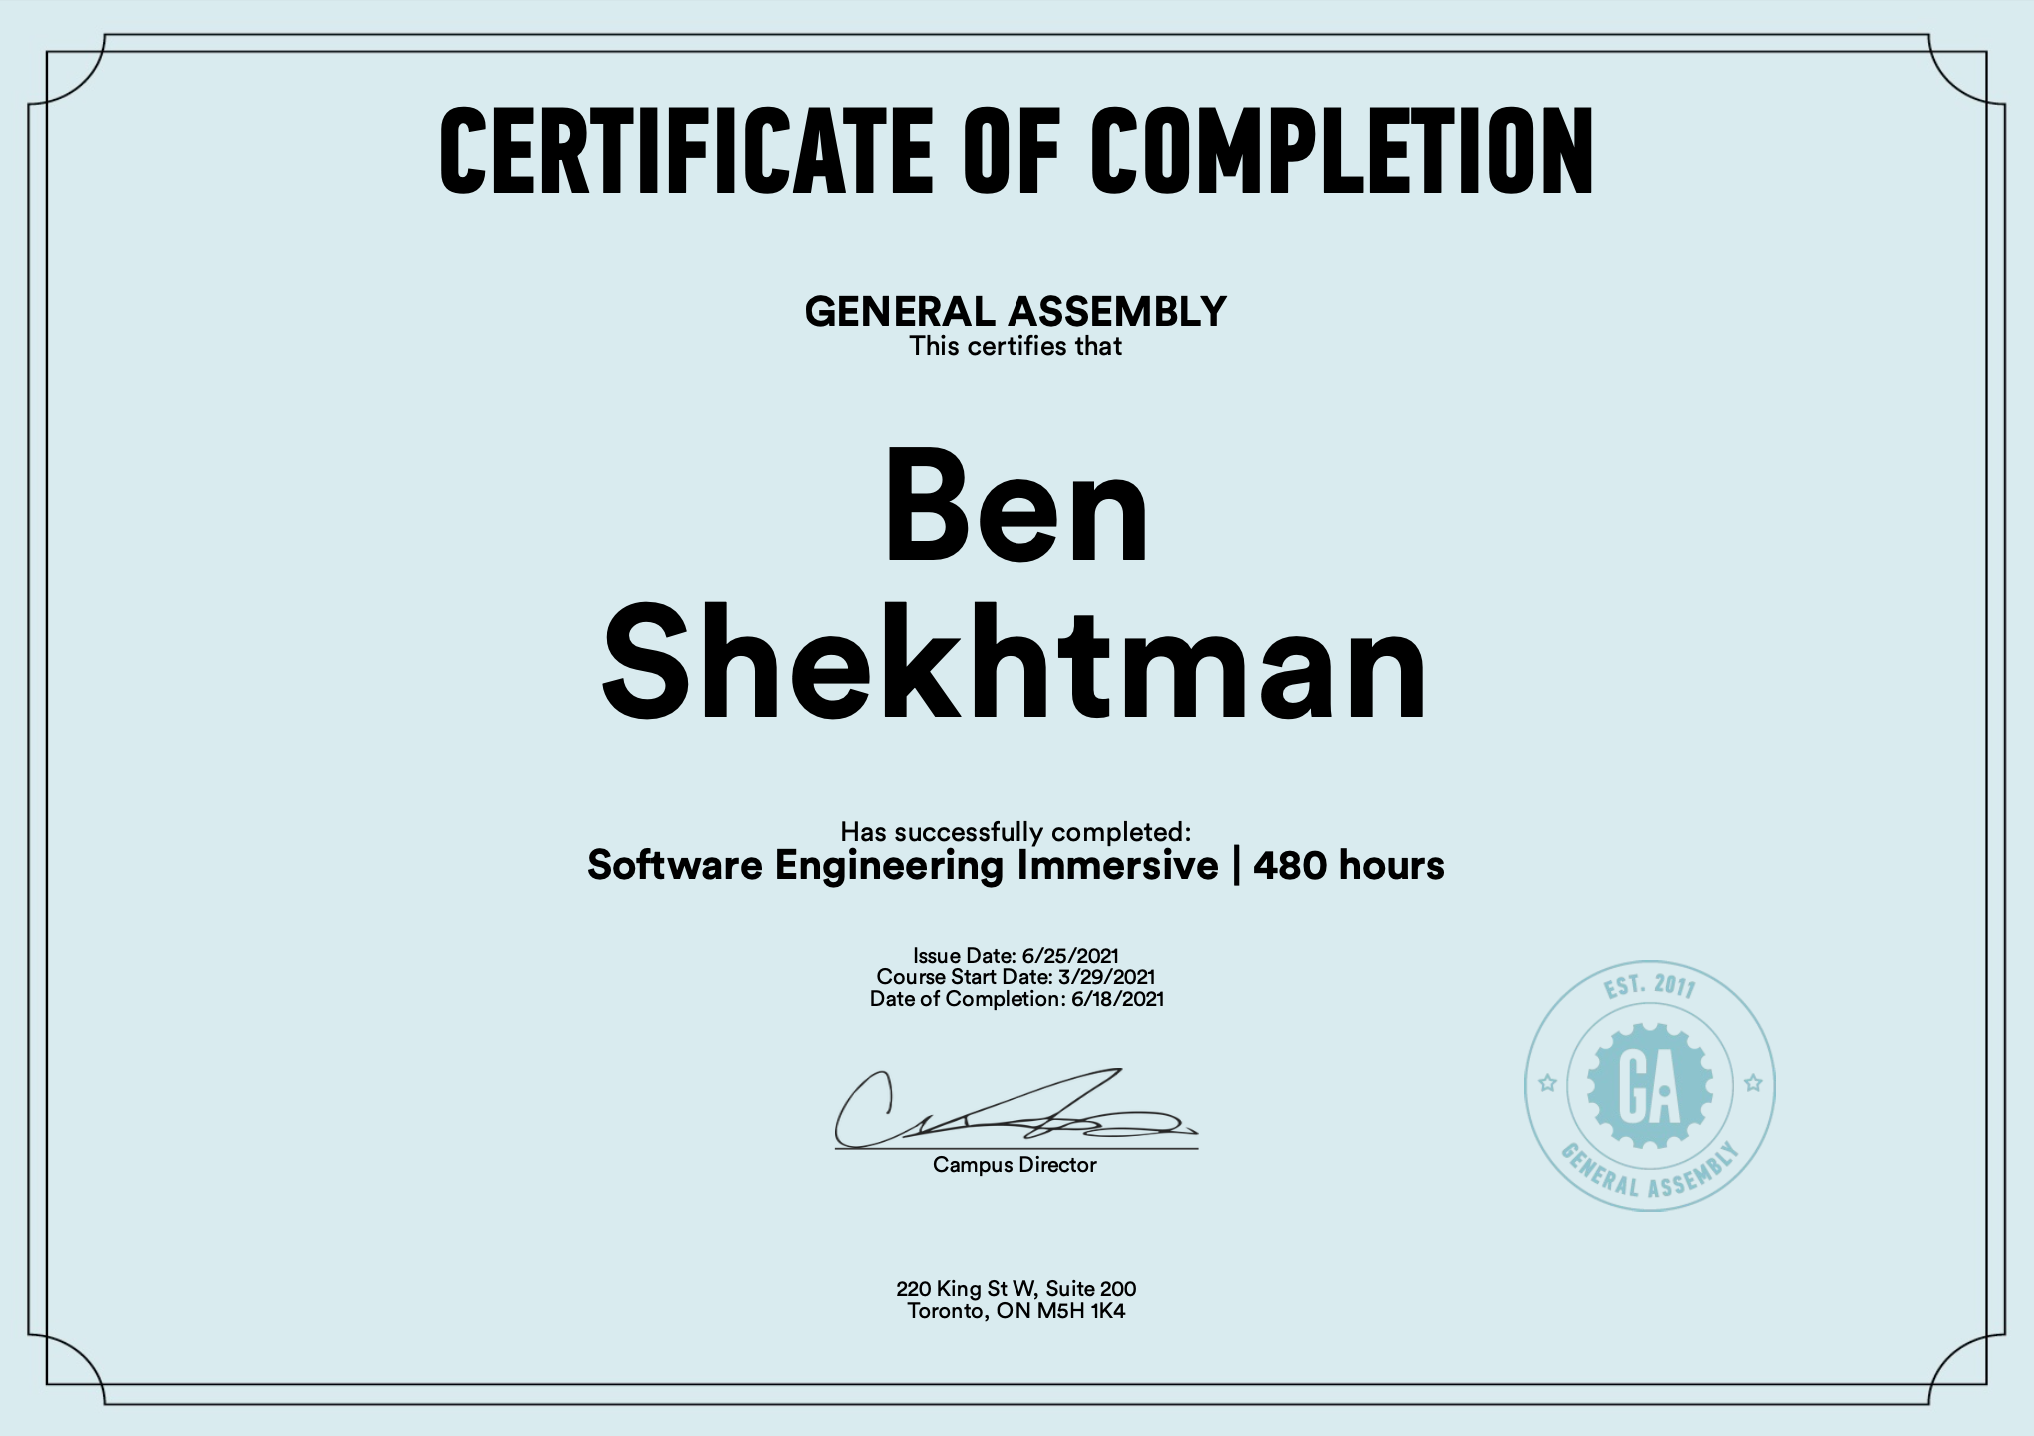 CERTIFICATE OF COMPLETION
GENERAL ASSEMBLY
This certifies that
Ben
Shekhtman
Has successfully completed:
Software Engineering Immersive | 480 hours
Issue Date: 6/25/2021
Course Start Date: 3/29/2021
Date of Completion: 6/18/2021
Campus Director
EST. 2011
GA
GENERAL ASSEMBLY
220 King St W, Suite 200
Toronto, ON M5H 1K4